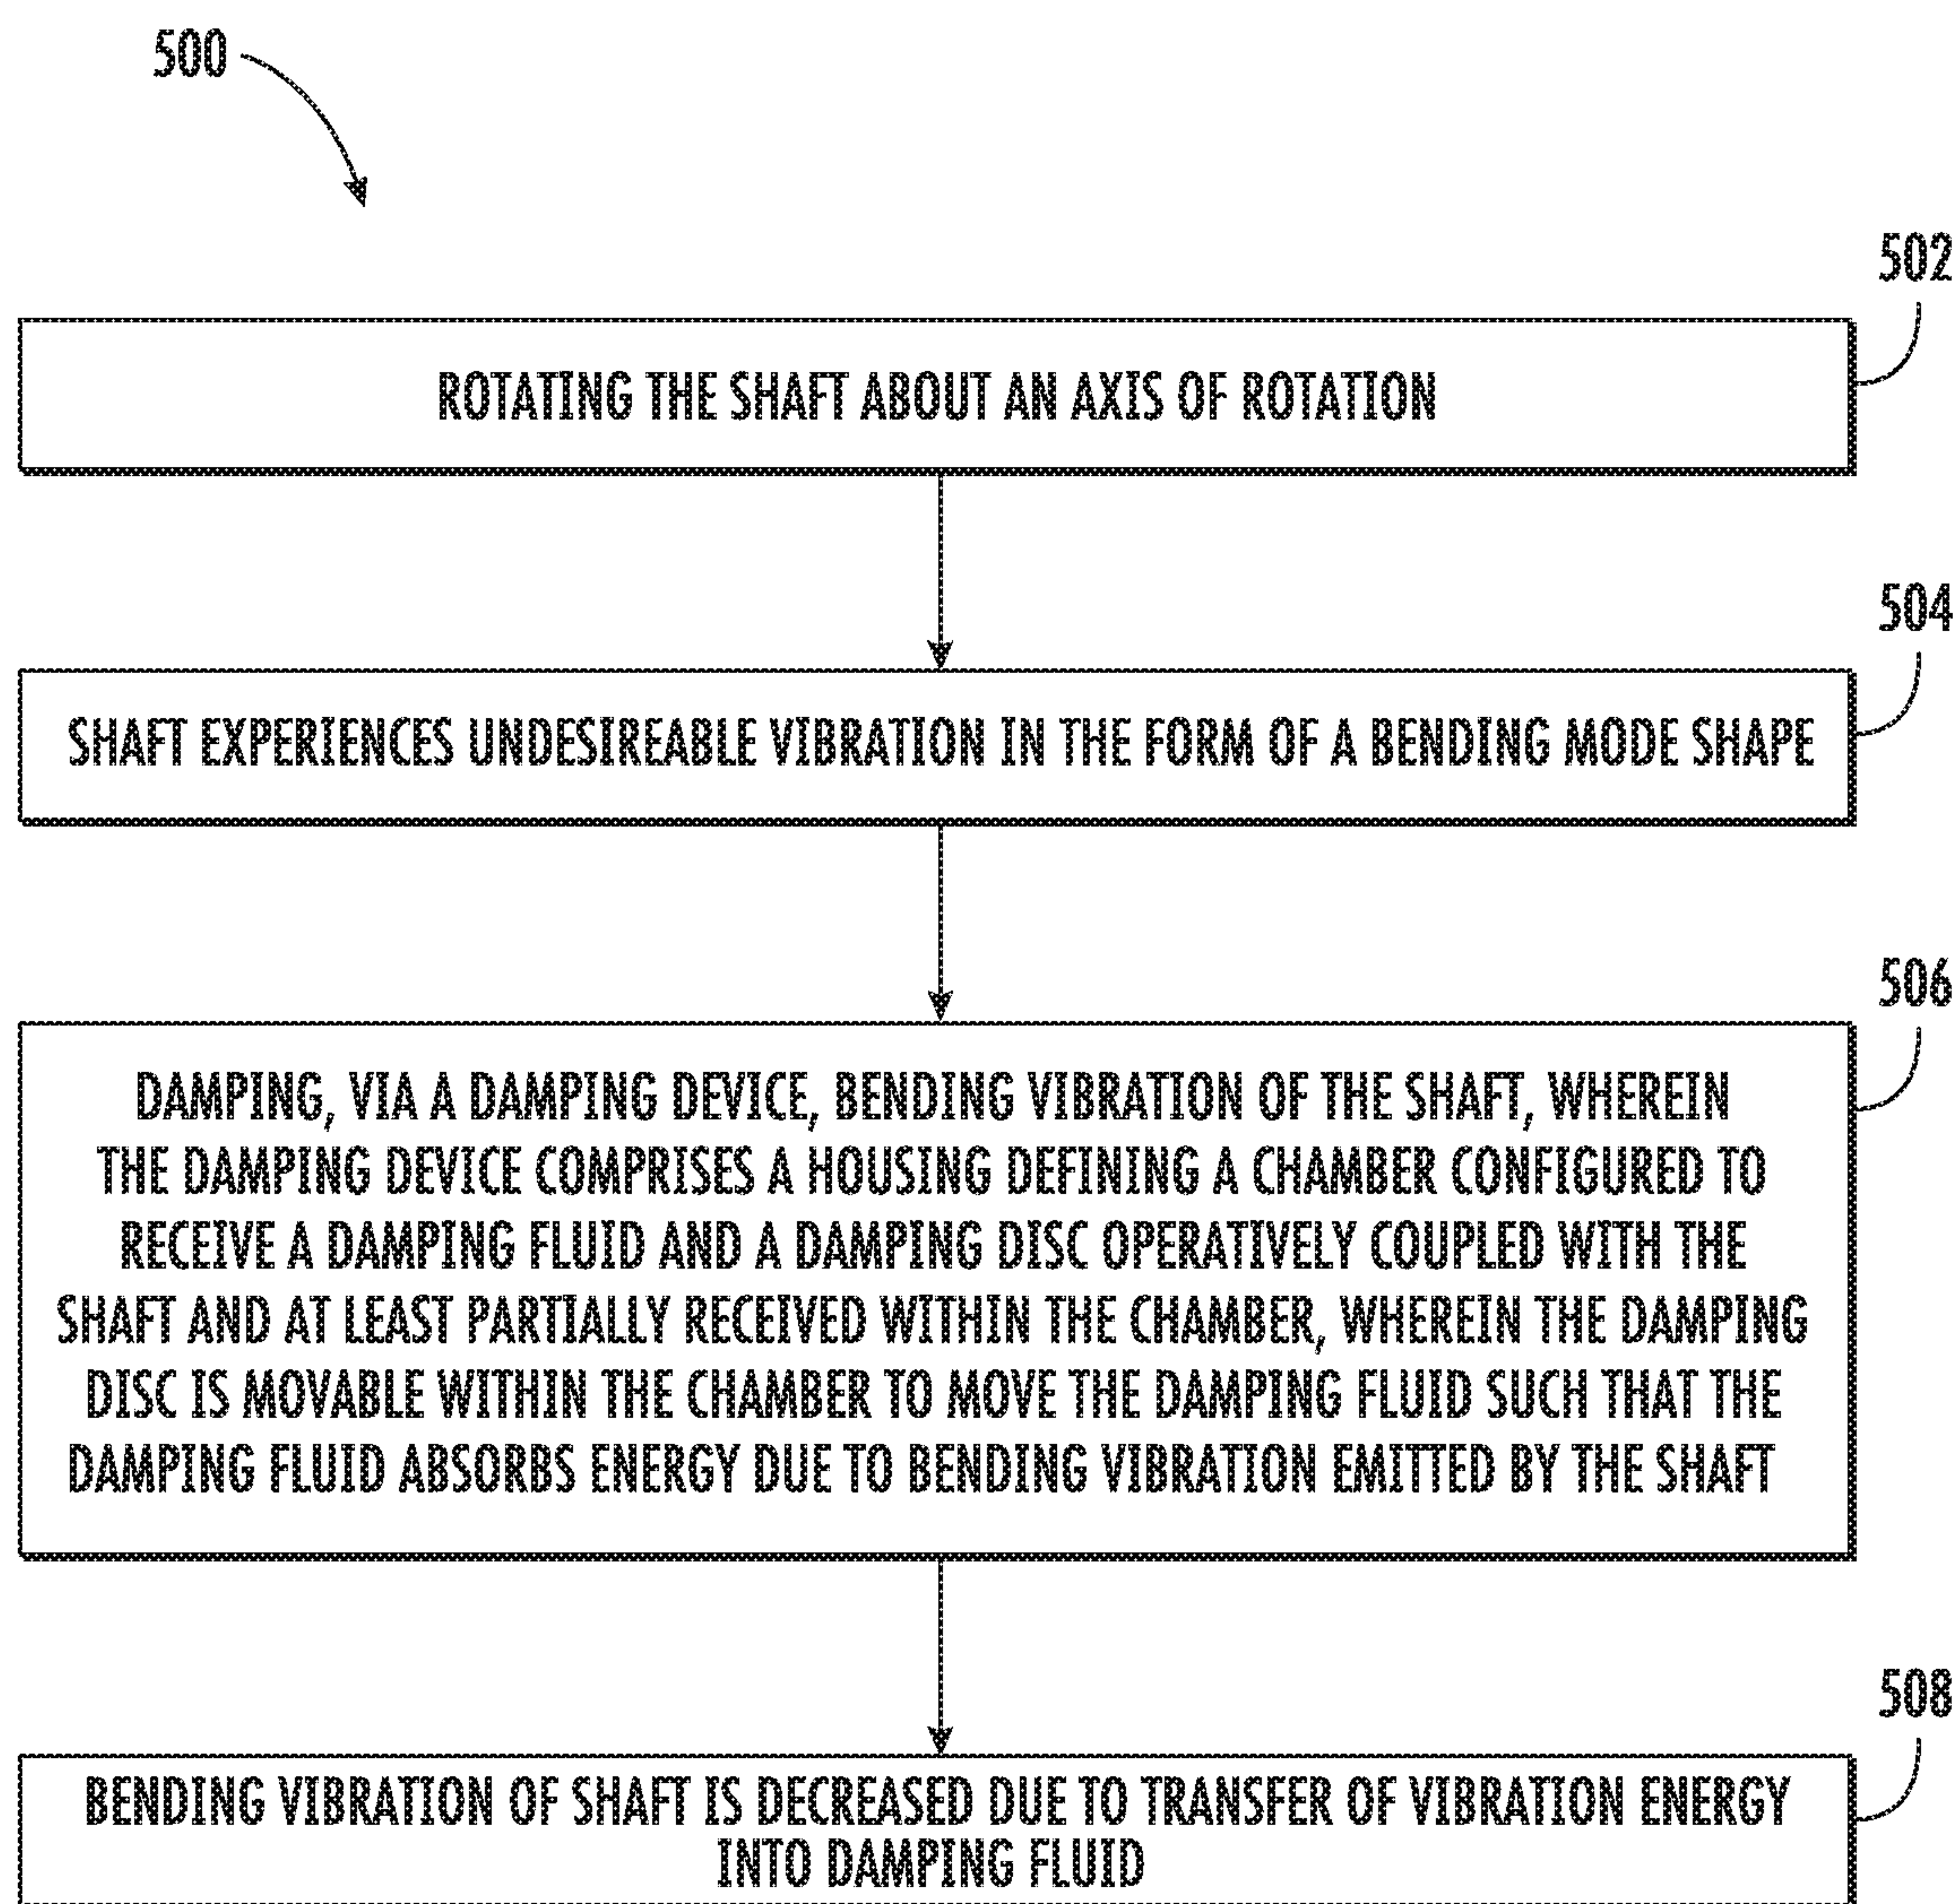 500
502
ROTATING THE SHAFT ABOUT AN AXIS OF ROTATION
504
SHAFT EXPERIENCES UNDESIREABLE VIBRATION IN THE FORM OF A BENDING MODE SHAPE
506
DAMPING, VIA A DAMPING DEVICE, BENDING VIBRATION OF THE SHAFT, WHEREIN
THE DAMPING DEVICE COMPRISES A HOUSING DEFINING A CHAMBER CONFIGURED TO
RECEIVE A DAMPING FLUID AND A DAMPING DISC OPERATIVELY COUPLED WITH THE
SHAFT AND AT LEAST PARTIALLY RECEIVED WITHIN THE CHAMBER, WHEREIN THE DAMPING
DISC IS MOVABLE WITHIN THE CHAMBER TO MOVE THE DAMPING FLUID SUCH THAT THE
DAMPING FLUID ABSORBS ENERGY DUE TO BENDING VIBRATION EMITTED BY THE SHAFT
508
BENDING VIBRATION OF SHAFT IS DECREASED DUE TO TRANSFER OF VIBRATION ENERGY
INTO DAMPING FLUID